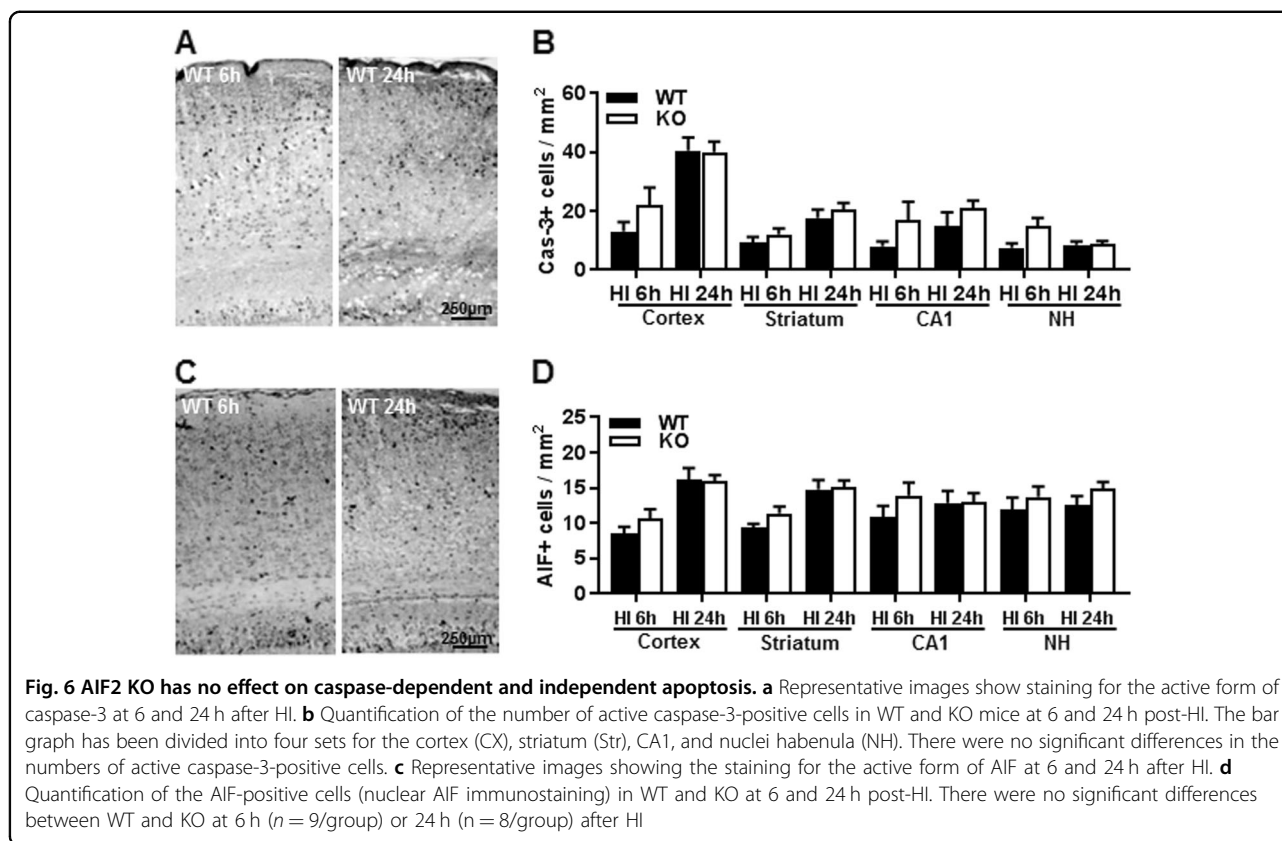 A
WT 6h
WT 24h
250µm
B
WT
KO
Cas-3+ cells / mm²
60
40
20
0
HI 6h HI 24h HI 6h HI 24h HI 6h HI 24h HI 6h HI 24h
Cortex Striatum CA1 NH
C
WT 6h
WT 24h
250µm
D
WT
KO
AIF+ cells / mm²
25
20
15
10
5
0
HI 6h HI 24h HI 6h HI 24h HI 6h HI 24h HI 6h HI 24h
Cortex Striatum CA1 NH
Fig. 6 AIF2 KO has no effect on caspase-dependent and independent apoptosis. a Representative images show staining for the active form of
caspase-3 at 6 and 24 h after HI. b Quantification of the number of active caspase-3-positive cells in WT and KO mice at 6 and 24 h post-HI. The bar
graph has been divided into four sets for the cortex (CX), striatum (Str), CA1, and nuclei habenula (NH). There were no significant differences in the
numbers of active caspase-3-positive cells. c Representative images showing the staining for the active form of AIF at 6 and 24 h after HI. d
Quantification of the AIF-positive cells (nuclear AIF immunostaining) in WT and KO at 6 and 24 h post-HI. There were no significant differences
between WT and KO at 6 h (n = 9/group) or 24 h (n = 8/group) after HI